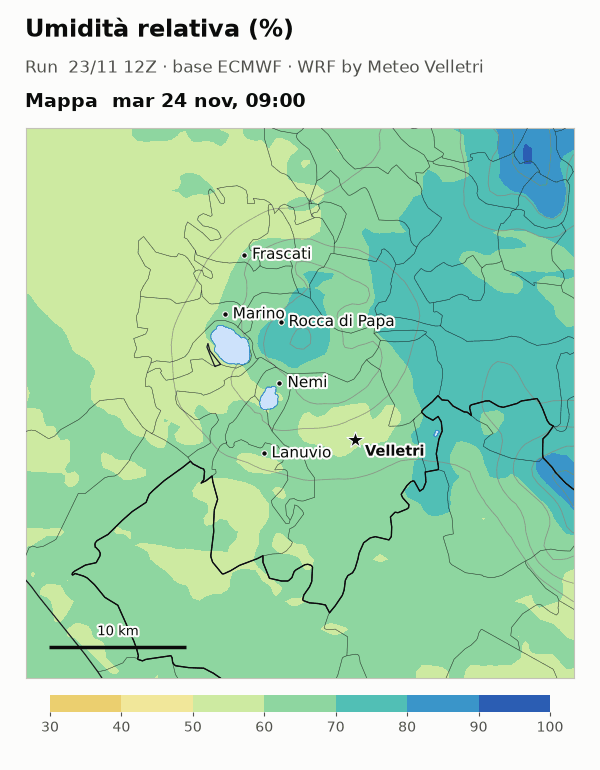 Umidità relativa (%)
Run  23/11 12Z · base ECMWF · WRF by Meteo Velletri
Mappa  mar 24 nov, 09:00
Frascati
Marino
Rocca di Papa
Nemi
Velletri
Lanuvio
10 km
30 40 50 60 70 80 90 100